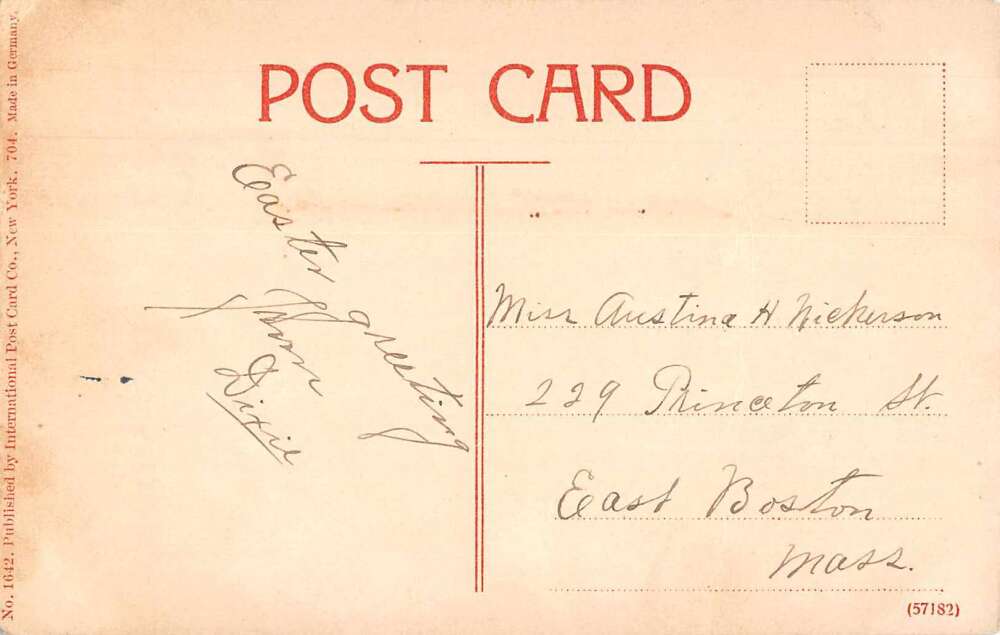 POST CARD
No. 1642. Published by International Post Card Co., New York. 704. Made in Germany.
Easter greeting
from
Dixie
Miss Austina H Nickerson
229 Princeton St.
East Boston
Mass.
(57182)